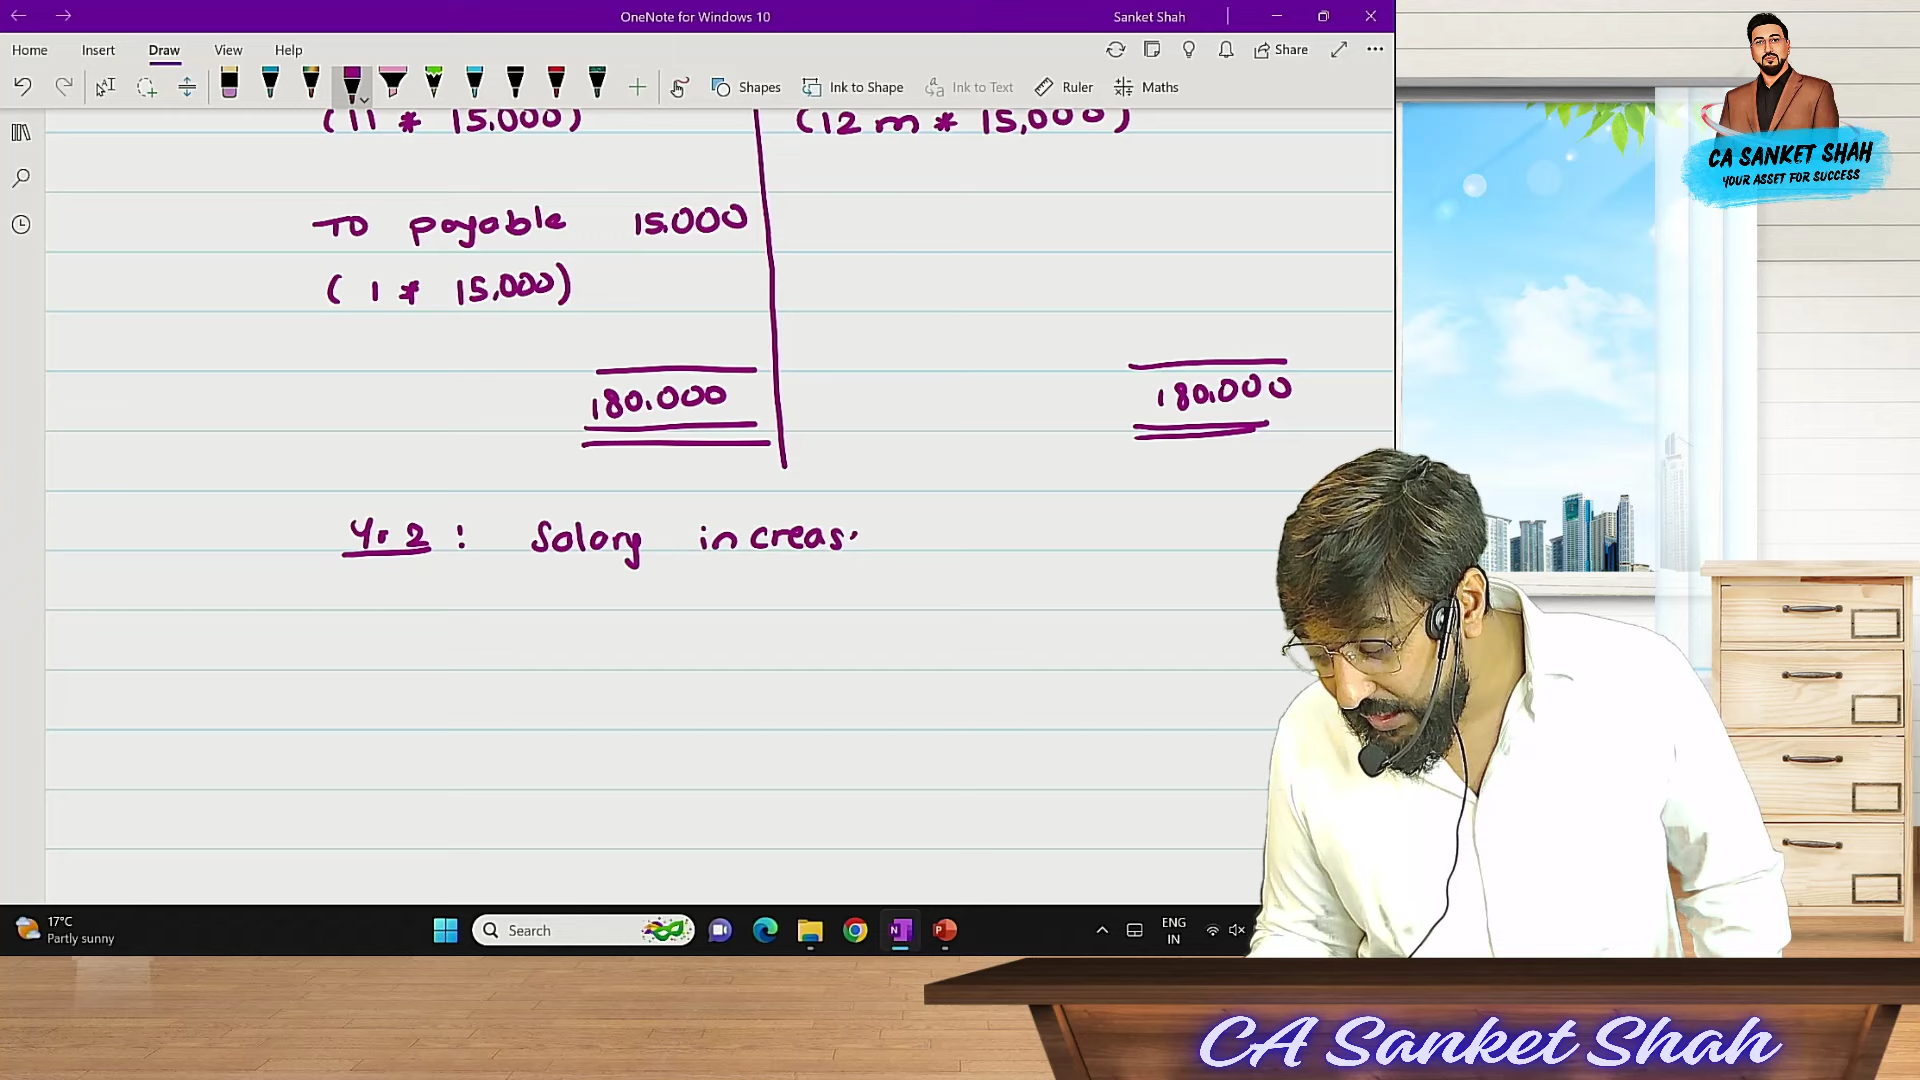 OneNote for Windows 10
Sanket Shah
Home Insert Draw View Help
Share
Shapes
Ink to Shape
Ink to Text
Ruler
Maths
(11 * 15.000)
(12 m * 15,000)
TO payable 15.000
(1 * 15,000)
180.000
180.000
Yr 2 : Salary increas
CA SANKET SHAH
YOUR ASSET FOR SUCCESS
17°C
Partly sunny
Search
ENG
IN
CA Sanket Shah